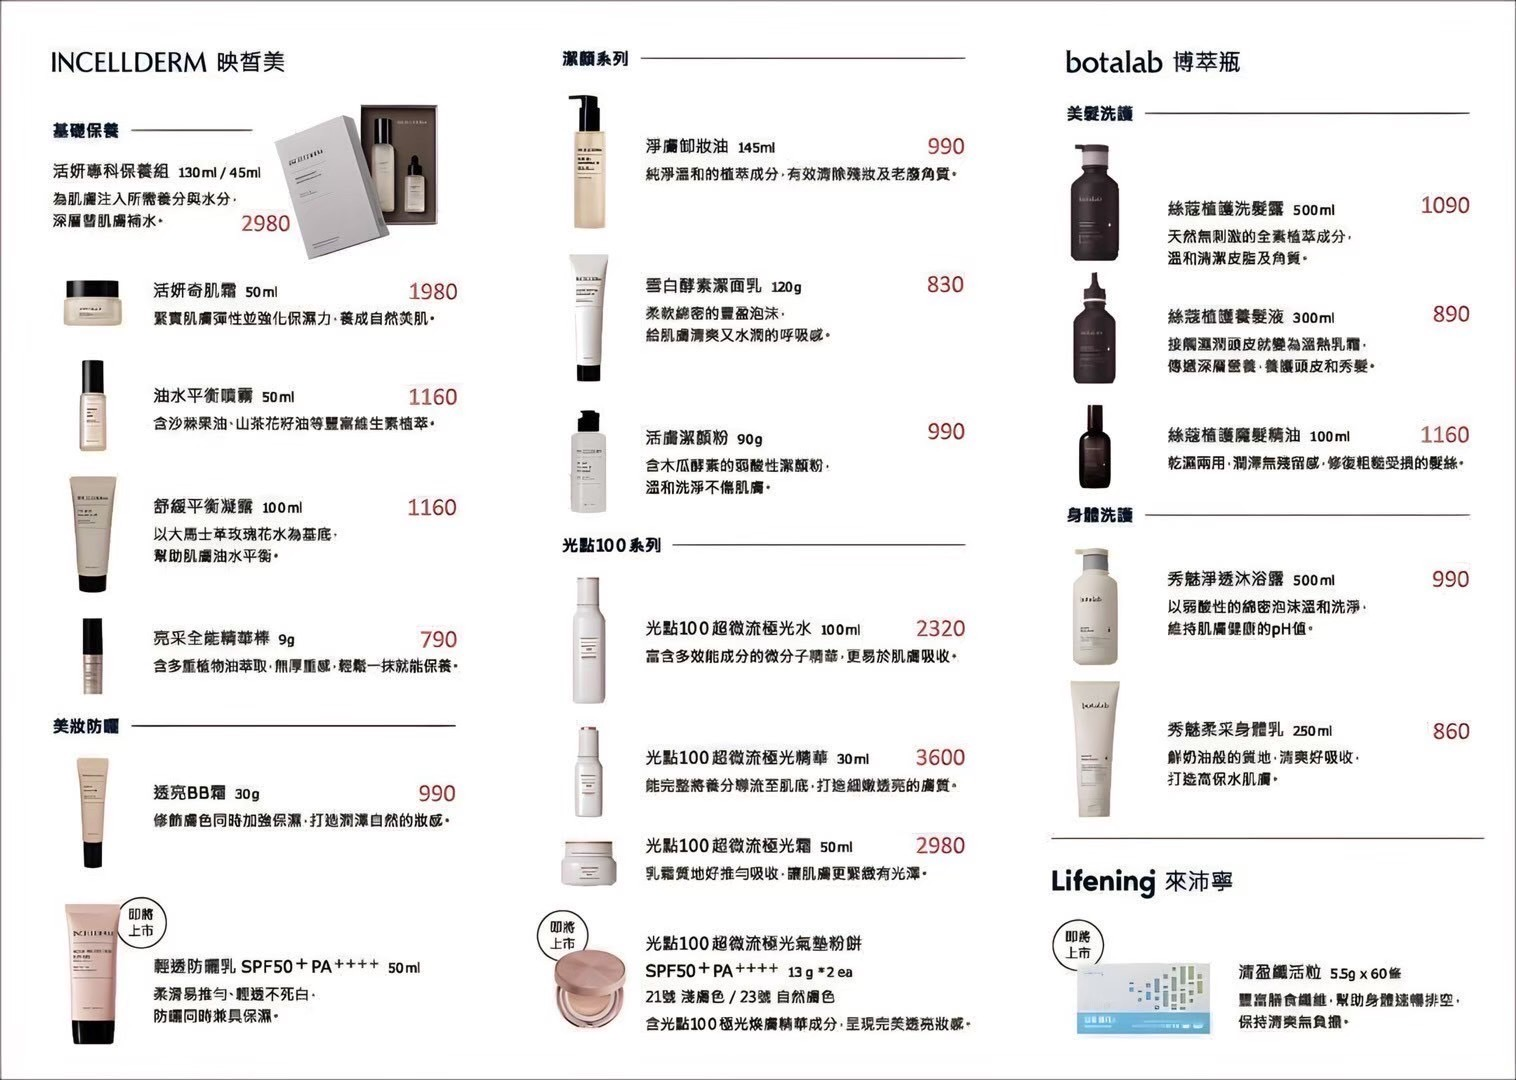 INCELLDERM 映皙美
基礎保養
活妍專科保養組 130ml / 45ml
為肌膚注入所需養分與水分，
深層替肌膚補水。
2980
活妍奇肌霜 50ml
1980
緊實肌膚彈性並強化保濕力，養成自然美肌。
油水平衡噴霧 50ml
1160
含沙棘果油、山茶花籽油等豐富維生素植萃。
舒緩平衡凝露 100ml
1160
以大馬士革玫瑰花水為基底，
幫助肌膚油水平衡。
亮采全能精華棒 9g
790
含多重植物油萃取，無厚重感，輕鬆一抹就能保養。
美妝防曬
透亮BB霜 30g
990
修飾膚色同時加強保濕，打造潤澤自然的妝感。
即將
上市
INCELLDERM
輕透防曬乳 SPF50＋PA++++ 50ml
柔滑易推勻、輕透不死白，
防曬同時兼具保濕。
潔顏系列
淨膚卸妝油 145ml
990
純淨溫和的植萃成分，有效清除殘妝及老廢角質。
雪白酵素潔面乳 120g
830
柔軟綿密的豐盈泡沫，
給肌膚清爽又水潤的呼吸感。
活膚潔顏粉 90g
990
含木瓜酵素的弱酸性潔顏粉，
溫和洗淨不傷肌膚。
光點100系列
光點100超微流極光水 100ml
2320
富含多效能成分的微分子精華，更易於肌膚吸收。
光點100超微流極光精華 30ml
3600
能完整將養分導流至肌底，打造細嫩透亮的膚質。
光點100超微流極光霜 50ml
2980
乳霜質地好推勻吸收，讓肌膚更緊緻有光澤。
即將
上市
光點100超微流極光氣墊粉餅
SPF50＋PA++++ 13g*2ea
21號 淺膚色 / 23號 自然膚色
含光點100極光煥膚精華成分，呈現完美透亮妝感。
botalab 博萃瓶
美髮洗護
botalab
絲蔻植護洗髮露 500ml
1090
天然無刺激的全素植萃成分，
溫和清潔皮脂及角質。
絲蔻植護養髮液 300ml
890
接觸濕潤頭皮就變為溫熱乳霜，
傳遞深層營養，養護頭皮和秀髮。
絲蔻植護魔髮精油 100ml
1160
乾濕兩用，潤澤無殘留感，修復粗糙受損的髮絲。
身體洗護
botalab
秀魅淨透沐浴露 500ml
990
以弱酸性的綿密泡沫溫和洗淨，
維持肌膚健康的pH值。
botalab
秀魅柔采身體乳 250ml
860
鮮奶油般的質地，清爽好吸收，
打造高保水肌膚。
Lifening 來沛寧
即將
上市
清盈纖活粒 5.5g x 60條
豐富膳食纖維，幫助身體速暢排空，
保持清爽無負擔。